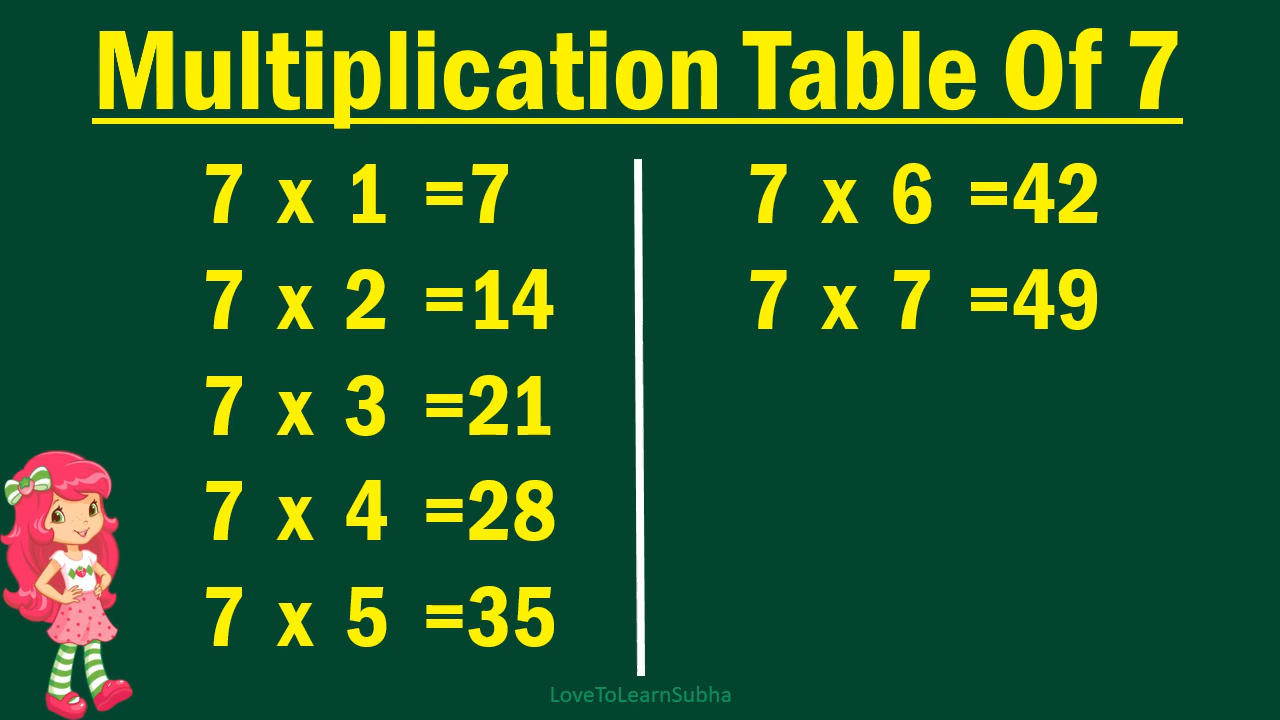 Multiplication Table Of 7
7 x 1 =7
7 x 2 =14
7 x 3 =21
7 x 4 =28
7 x 5 =35
7 x 6 =42
7 x 7 =49
LoveToLearnSubha